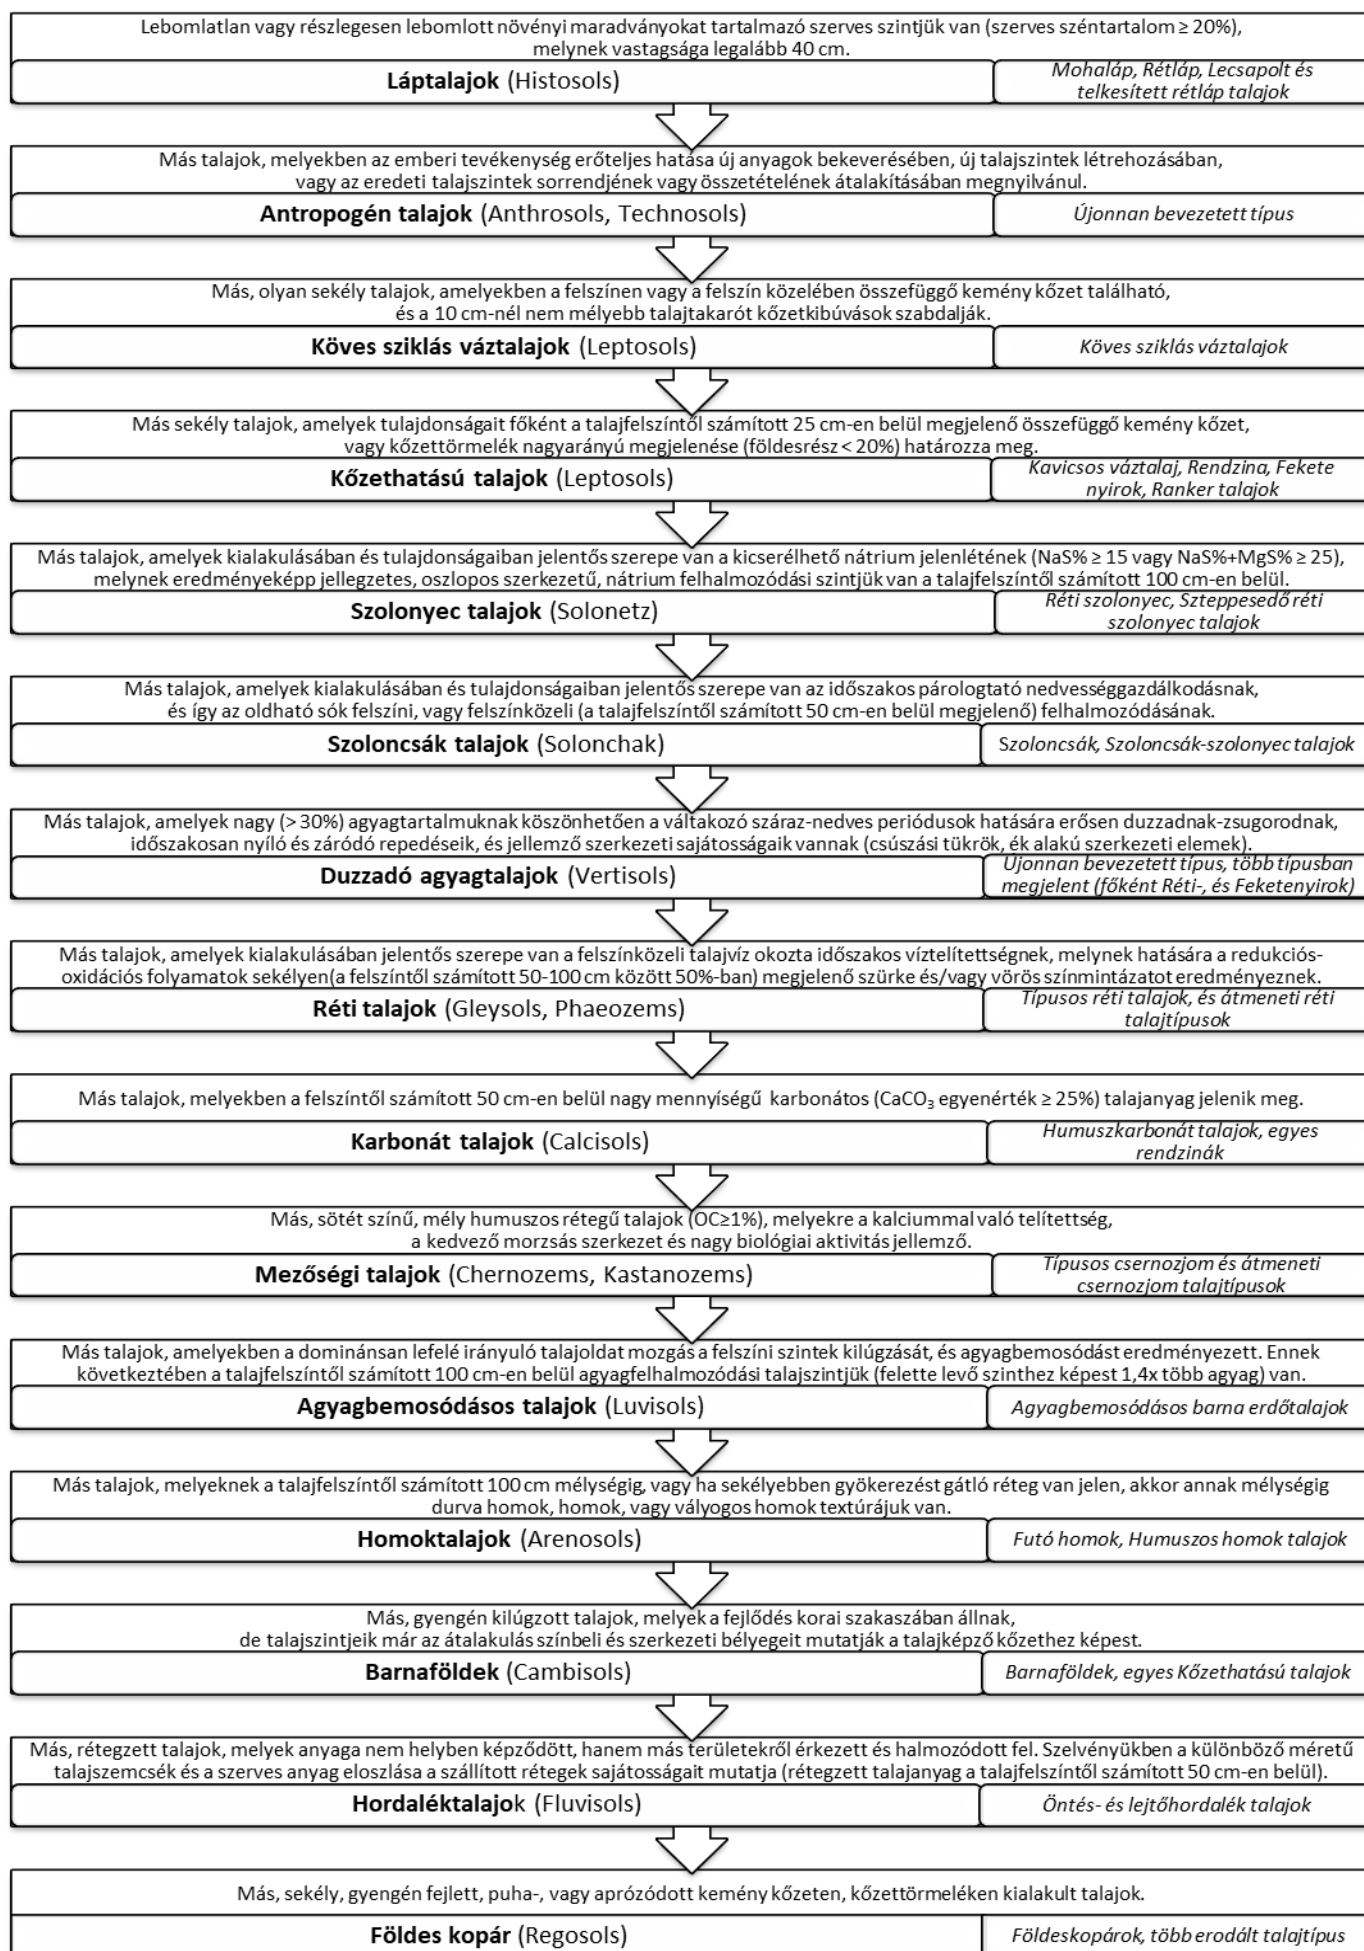 Lebomlatlan vagy részlegesen lebomlott növényi maradványokat tartalmazó szerves szintjük van (szerves széntartalom ≥ 20%),
melynek vastagsága legalább 40 cm.
Láptalajok (Histosols)
Mohaláp, Rétláp, Lecsapolt és
telkesített rétláp talajok
Más talajok, melyekben az emberi tevékenység erőteljes hatása új anyagok bekeverésében, új talajszintek létrehozásában,
vagy az eredeti talajszintek sorrendjének vagy összetételének átalakításában megnyilvánul.
Antropogén talajok (Anthrosols, Technosols)
Újonnan bevezetett típus
Más, olyan sekély talajok, amelyekben a felszínen vagy a felszín közelében összefüggő kemény kőzet található,
és a 10 cm-nél nem mélyebb talajtakarót kőzetkibúvások szabdalják.
Köves sziklás váztalajok (Leptosols)
Köves sziklás váztalajok
Más sekély talajok, amelyek tulajdonságait főként a talajfelszíntől számított 25 cm-en belül megjelenő összefüggő kemény kőzet,
vagy kőzettörmelék nagyarányú megjelenése (földesrész < 20%) határozza meg.
Kőzethatású talajok (Leptosols)
Kavicsos váztalaj, Rendzina, Fekete
nyirok, Ranker talajok
Más talajok, amelyek kialakulásában és tulajdonságaiban jelentős szerepe van a kicserélhető nátrium jelenlétének (NaS% ≥ 15 vagy NaS%+MgS% ≥ 25),
melynek eredményeképp jellegzetes, oszlopos szerkezetű, nátrium felhalmozódási szintjük van a talajfelszíntől számított 100 cm-en belül.
Szolonyec talajok (Solonetz)
Réti szolonyec, Szteppesedő réti
szolonyec talajok
Más talajok, amelyek kialakulásában és tulajdonságaiban jelentős szerepe van az időszakos párologtató nedvességgazdálkodásnak,
és így az oldható sók felszíni, vagy felszínközeli (a talajfelszíntől számított 50 cm-en belül megjelenő) felhalmozódásának.
Szoloncsák talajok (Solonchak)
Szoloncsák, Szoloncsák-szolonyec talajok
Más talajok, amelyek nagy (> 30%) agyagtartalmuknak köszönhetően a váltakozó száraz-nedves periódusok hatására erősen duzzadnak-zsugorodnak,
időszakosan nyíló és záródó repedéseik, és jellemző szerkezeti sajátosságaik vannak (csúszási tükrök, ék alakú szerkezeti elemek).
Duzzadó agyagtalajok (Vertisols)
Újonnan bevezetett típus, több típusban
megjelent (főként Réti-, és Feketenyirok)
Más talajok, amelyek kialakulásában jelentős szerepe van a felszínközeli talajvíz okozta időszakos víztelítettségnek, melynek hatására a redukciós-
oxidációs folyamatok sekélyen(a felszíntől számított 50-100 cm között 50%-ban) megjelenő szürke és/vagy vörös színmintázatot eredményeznek.
Réti talajok (Gleysols, Phaeozems)
Típusos réti talajok, és átmeneti réti
talajtípusok
Más talajok, melyekben a felszíntől számított 50 cm-en belül nagy mennyíségű karbonátos (CaCO₃ egyenérték ≥ 25%) talajanyag jelenik meg.
Karbonát talajok (Calcisols)
Humuszkarbonát talajok, egyes
rendzinák
Más, sötét színű, mély humuszos rétegű talajok (OC≥1%), melyekre a kalciummal való telítettség,
a kedvező morzsás szerkezet és nagy biológiai aktivitás jellemző.
Mezőségi talajok (Chernozems, Kastanozems)
Típusos csernozjom és átmeneti
csernozjom talajtípusok
Más talajok, amelyekben a dominánsan lefelé irányuló talajoldat mozgás a felszíni szintek kilúgzását, és agyagbemosódást eredményezett. Ennek
következtében a talajfelszíntől számított 100 cm-en belül agyagfelhalmozódási talajszintjük (felette levő szinthez képest 1,4x több agyag) van.
Agyagbemosódásos talajok (Luvisols)
Agyagbemosódásos barna erdőtalajok
Más talajok, melyeknek a talajfelszíntől számított 100 cm mélységig, vagy ha sekélyebben gyökerezést gátló réteg van jelen, akkor annak mélységig
durva homok, homok, vagy vályogos homok textúrájuk van.
Homoktalajok (Arenosols)
Futó homok, Humuszos homok talajok
Más, gyengén kilúgzott talajok, melyek a fejlődés korai szakaszában állnak,
de talajszintjeik már az átalakulás színbeli és szerkezeti bélyegeit mutatják a talajképző kőzethez képest.
Barnaföldek (Cambisols)
Barnaföldek, egyes Kőzethatású talajok
Más, rétegzett talajok, melyek anyaga nem helyben képződött, hanem más területekről érkezett és halmozódott fel. Szelvényükben a különböző méretű
talajszemcsék és a szerves anyag eloszlása a szállított rétegek sajátosságait mutatja (rétegzett talajanyag a talajfelszíntől számított 50 cm-en belül).
Hordaléktalajok (Fluvisols)
Öntés- és lejtőhordalék talajok
Más, sekély, gyengén fejlett, puha-, vagy aprózódott kemény kőzeten, kőzettörmeléken kialakult talajok.
Földes kopár (Regosols)
Földeskopárok, több erodált talajtípus